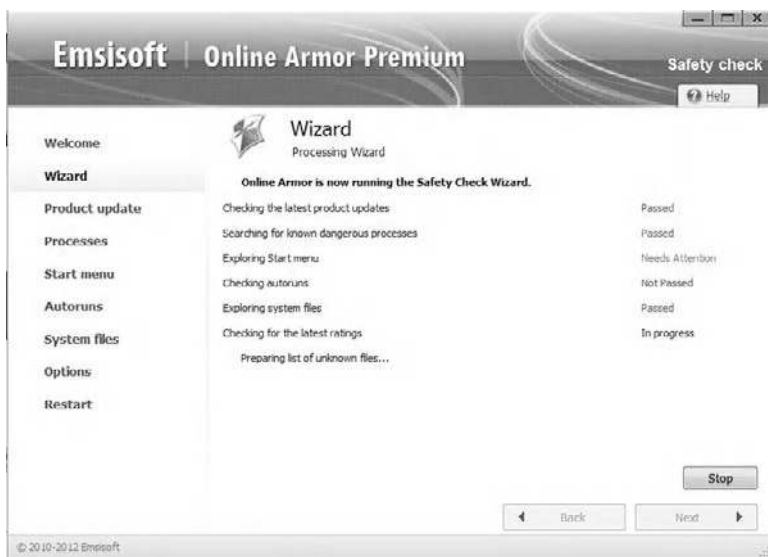 Emsisoft | Online Armor Premium
Safety check
Help
Welcome
Wizard
Product update
Processes
Start menu
Autoruns
System files
Options
Restart
Wizard
Processing Wizard
Online Armor is now running the Safety Check Wizard.
Checking the latest product updates Passed
Searching for known dangerous processes Passed
Exploring Start menu Needs Attention
Checking autoruns Not Passed
Exploring system files Passed
Checking for the latest ratings In progress
Preparing list of unknown files...
Stop
Back Next
© 2010-2012 Emsisoft